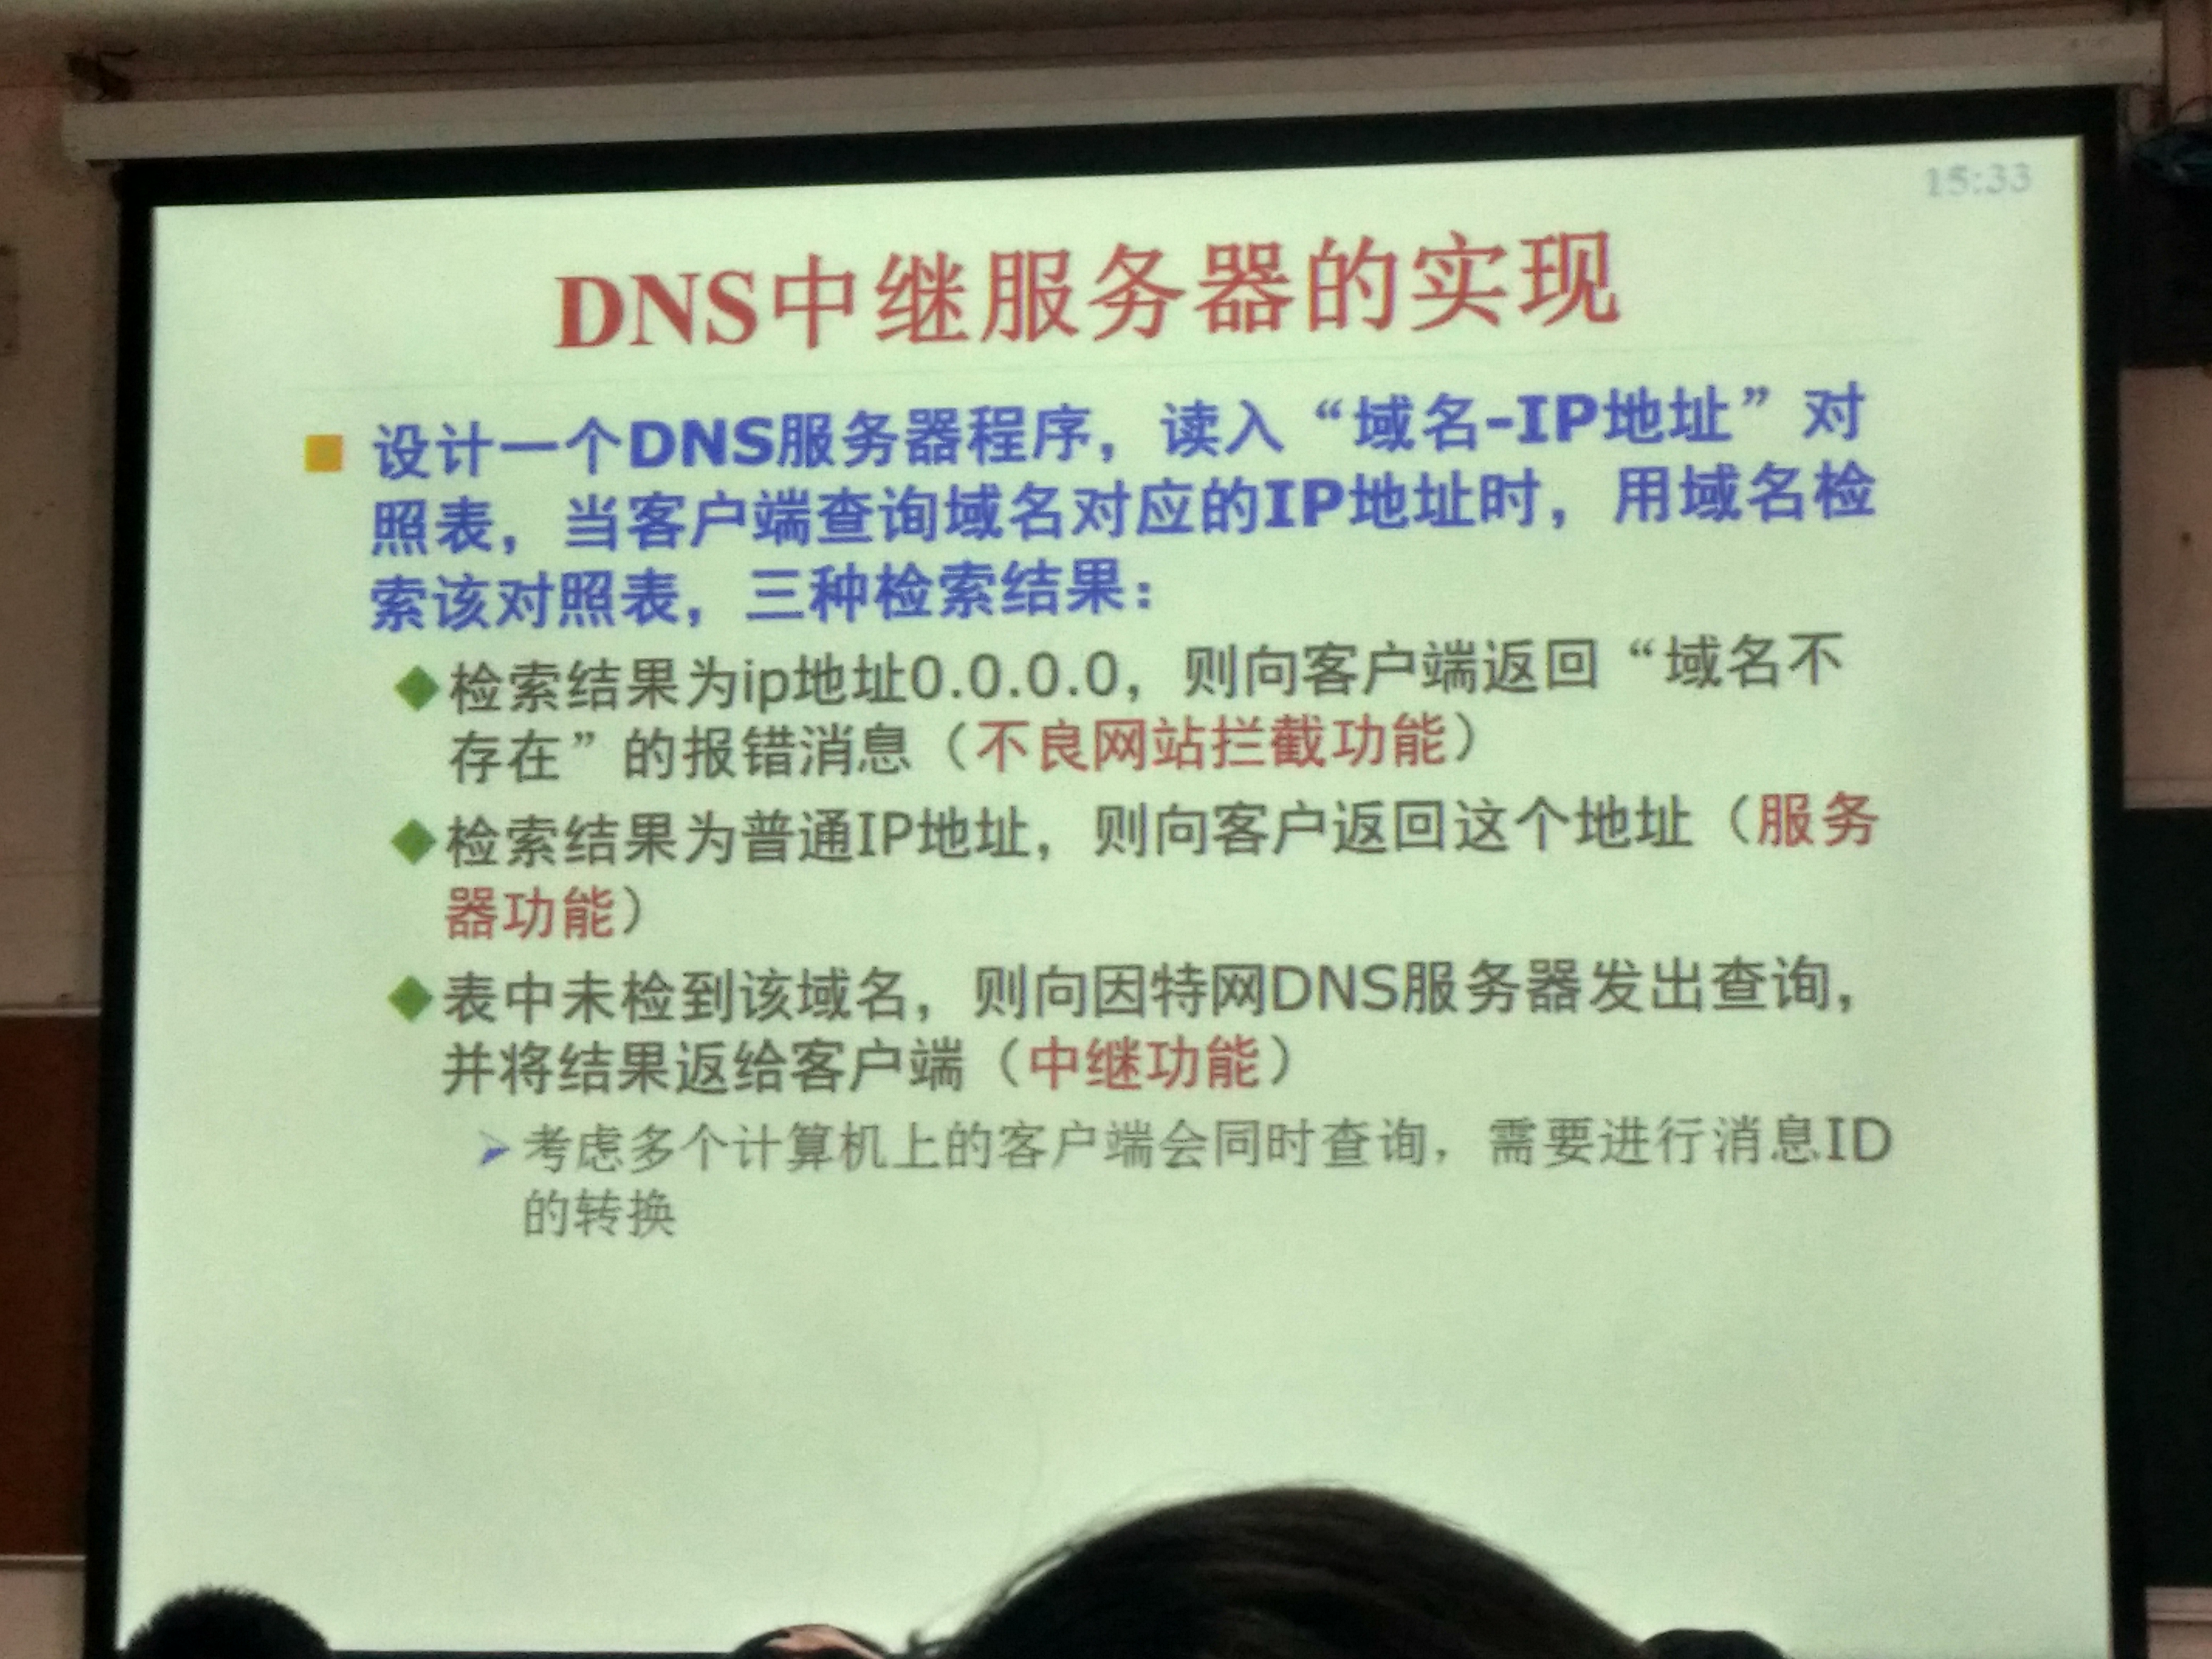 15:33
DNS中继服务器的实现
设计一个DNS服务器程序，读入“域名-IP地址”对
照表，当客户端查询域名对应的IP地址时，用域名检
索该对照表，三种检索结果：
检索结果为ip地址0.0.0.0，则向客户端返回“域名不
存在”的报错消息（不良网站拦截功能）
检索结果为普通IP地址，则向客户返回这个地址（服务
器功能）
表中未检到该域名，则向因特网DNS服务器发出查询，
并将结果返给客户端（中继功能）
考虑多个计算机上的客户端会同时查询，需要进行消息ID
的转换